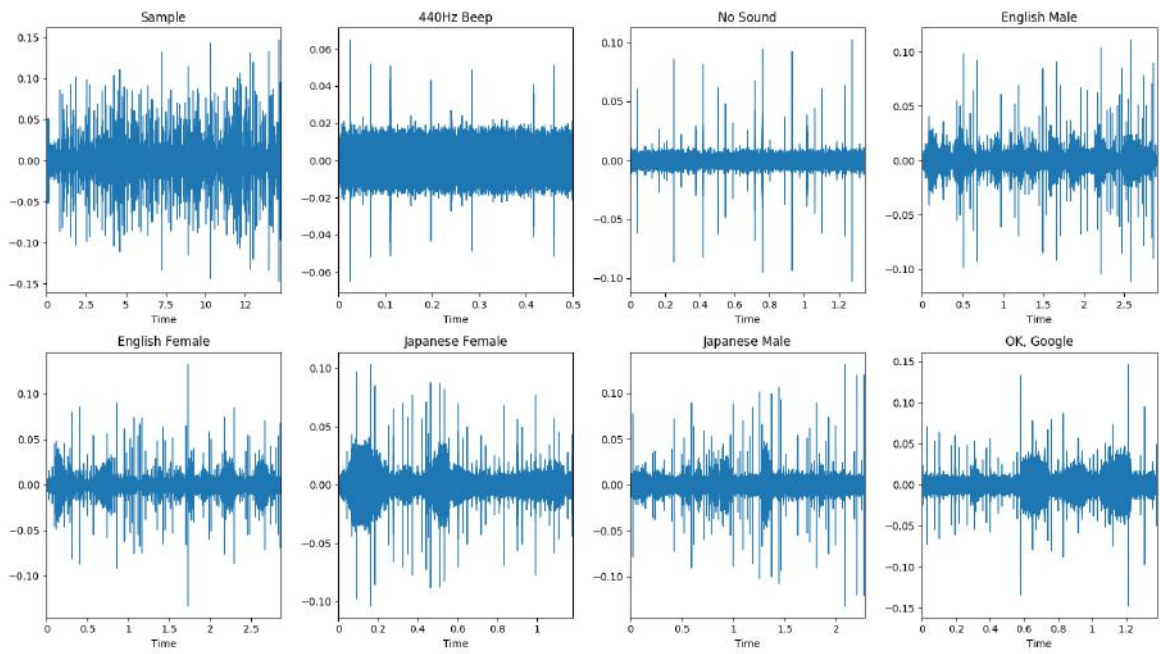 Sample
0.15
0.10
0.05
0.00
−0.05
−0.10
−0.15
0 2.5 5 7.5 10 12
Time
440Hz Beep
0.06
0.04
0.02
0.00
−0.02
−0.04
−0.06
0 0.1 0.2 0.3 0.4 0.5
Time
No Sound
0.10
0.05
0.00
−0.05
−0.10
0 0.2 0.4 0.6 0.8 1 1.2
Time
English Male
0.10
0.05
0.00
−0.05
−0.10
0 0.5 1 1.5 2 2.5
Time
English Female
0.10
0.05
0.00
−0.05
−0.10
0 0.5 1 1.5 2 2.5
Time
Japanese Female
0.10
0.05
0.00
−0.05
−0.10
0 0.2 0.4 0.6 0.8 1
Time
Japanese Male
0.10
0.05
0.00
−0.05
−0.10
0 0.5 1 1.5 2
Time
OK, Google
0.15
0.10
0.05
0.00
−0.05
−0.10
−0.15
0 0.2 0.4 0.6 0.8 1 1.2
Time